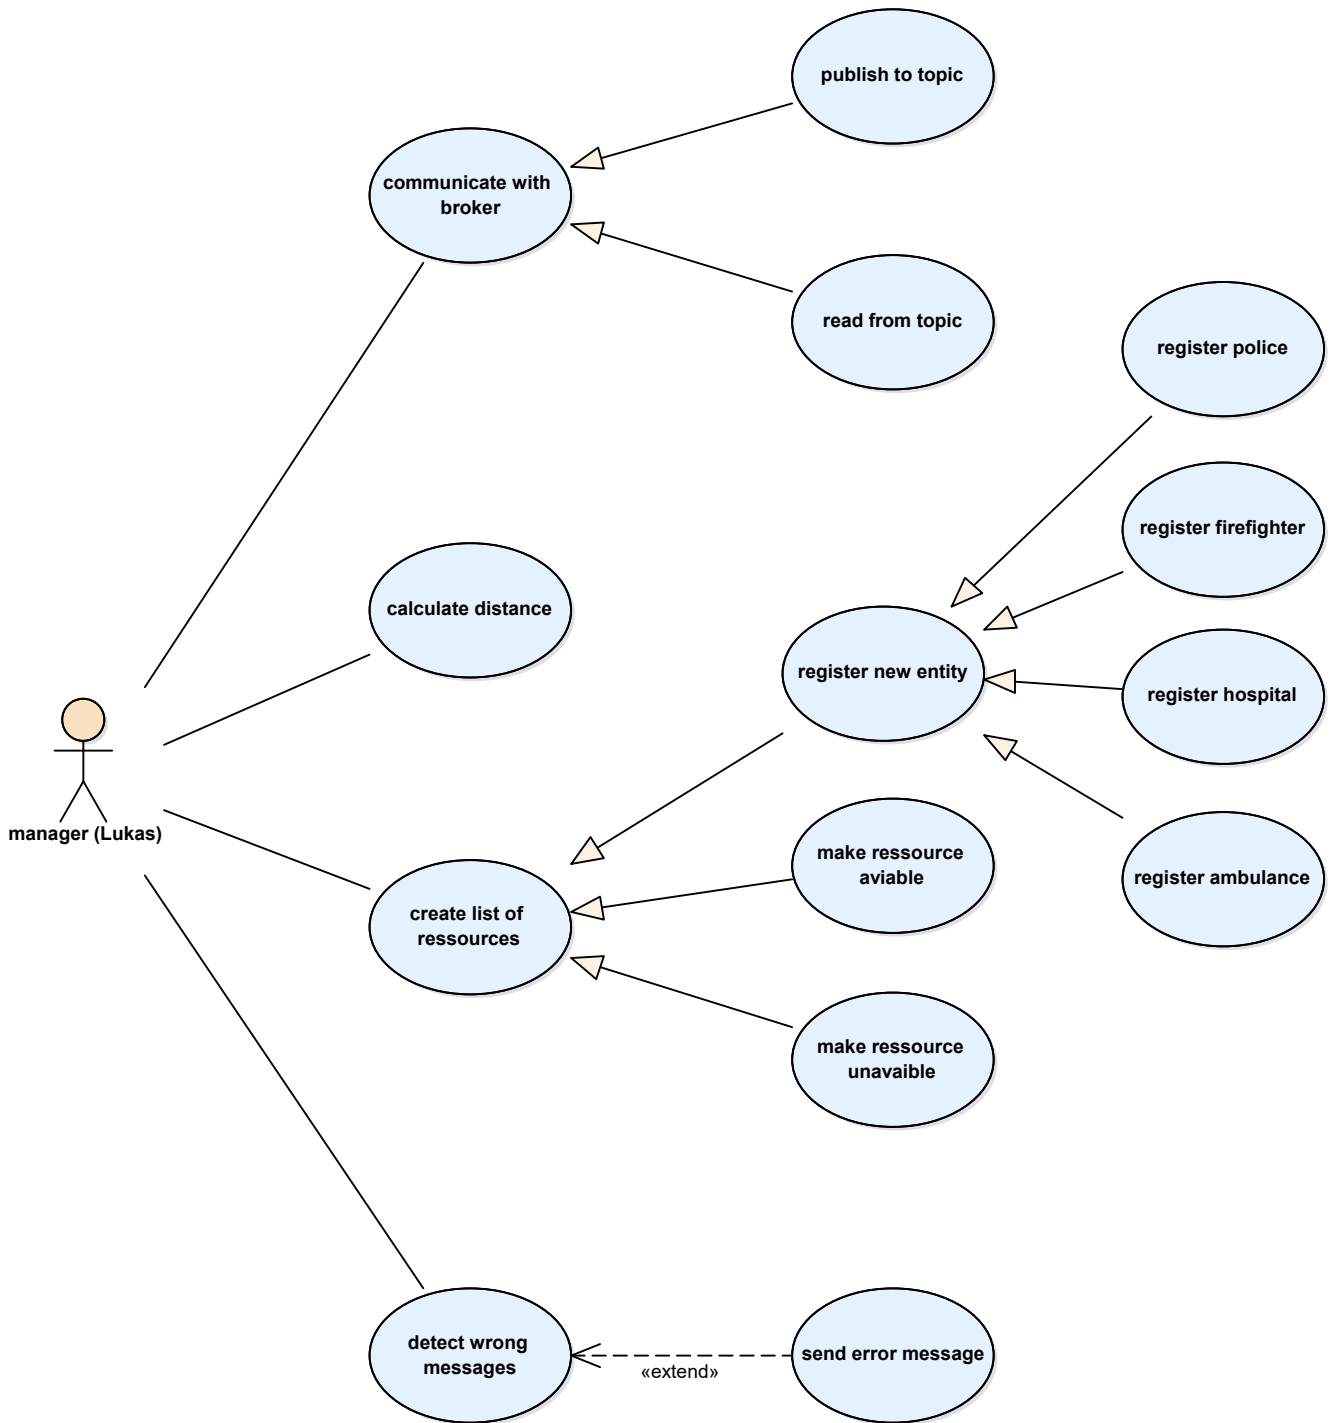 publish to topic
communicate with
broker
read from topic
register police
register firefighter
calculate distance
register new entity
register hospital
manager (Lukas)
make ressource
aviable
register ambulance
create list of
ressources
make ressource
unavaible
detect wrong
messages
«extend»
send error message